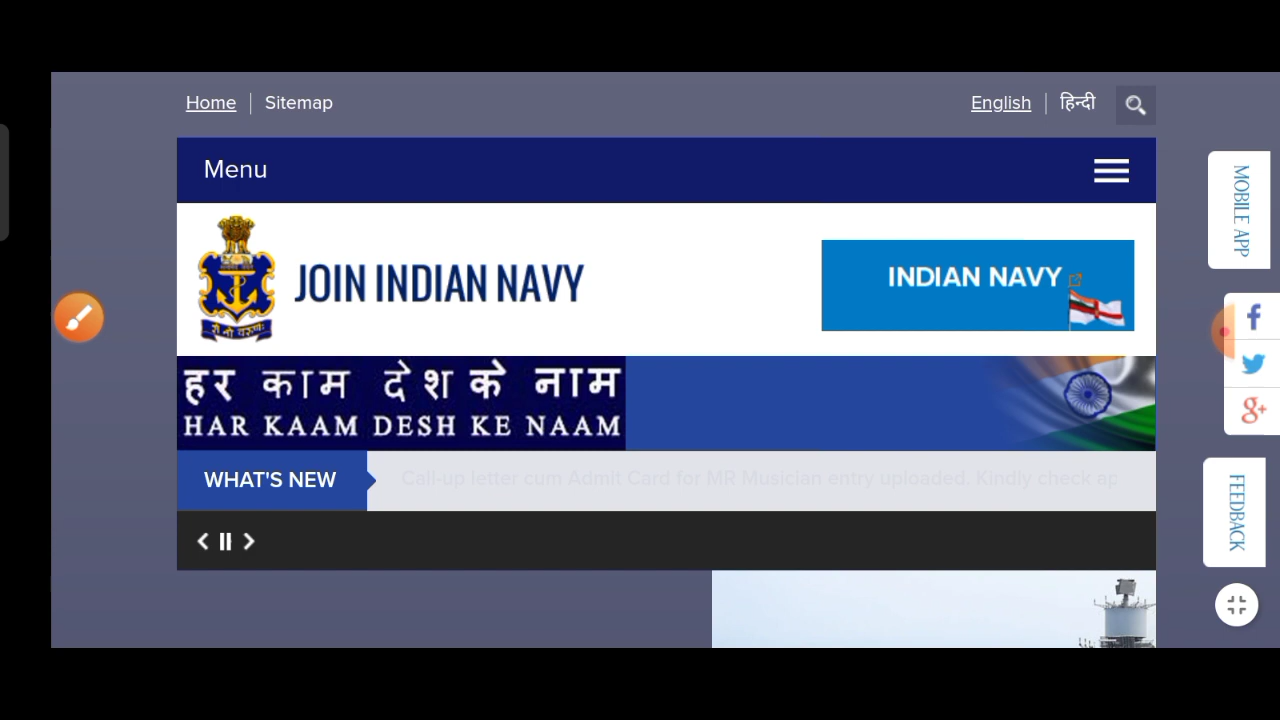 Home | Sitemap
English | हिन्दी
Menu
JOIN INDIAN NAVY
INDIAN NAVY
हर काम देश के नाम
HAR KAAM DESH KE NAAM
WHAT'S NEW
Call-up letter cum Admit Card for MR Musician entry uploaded. Kindly check ap
MOBILE APP
f
g+
FEEDBACK